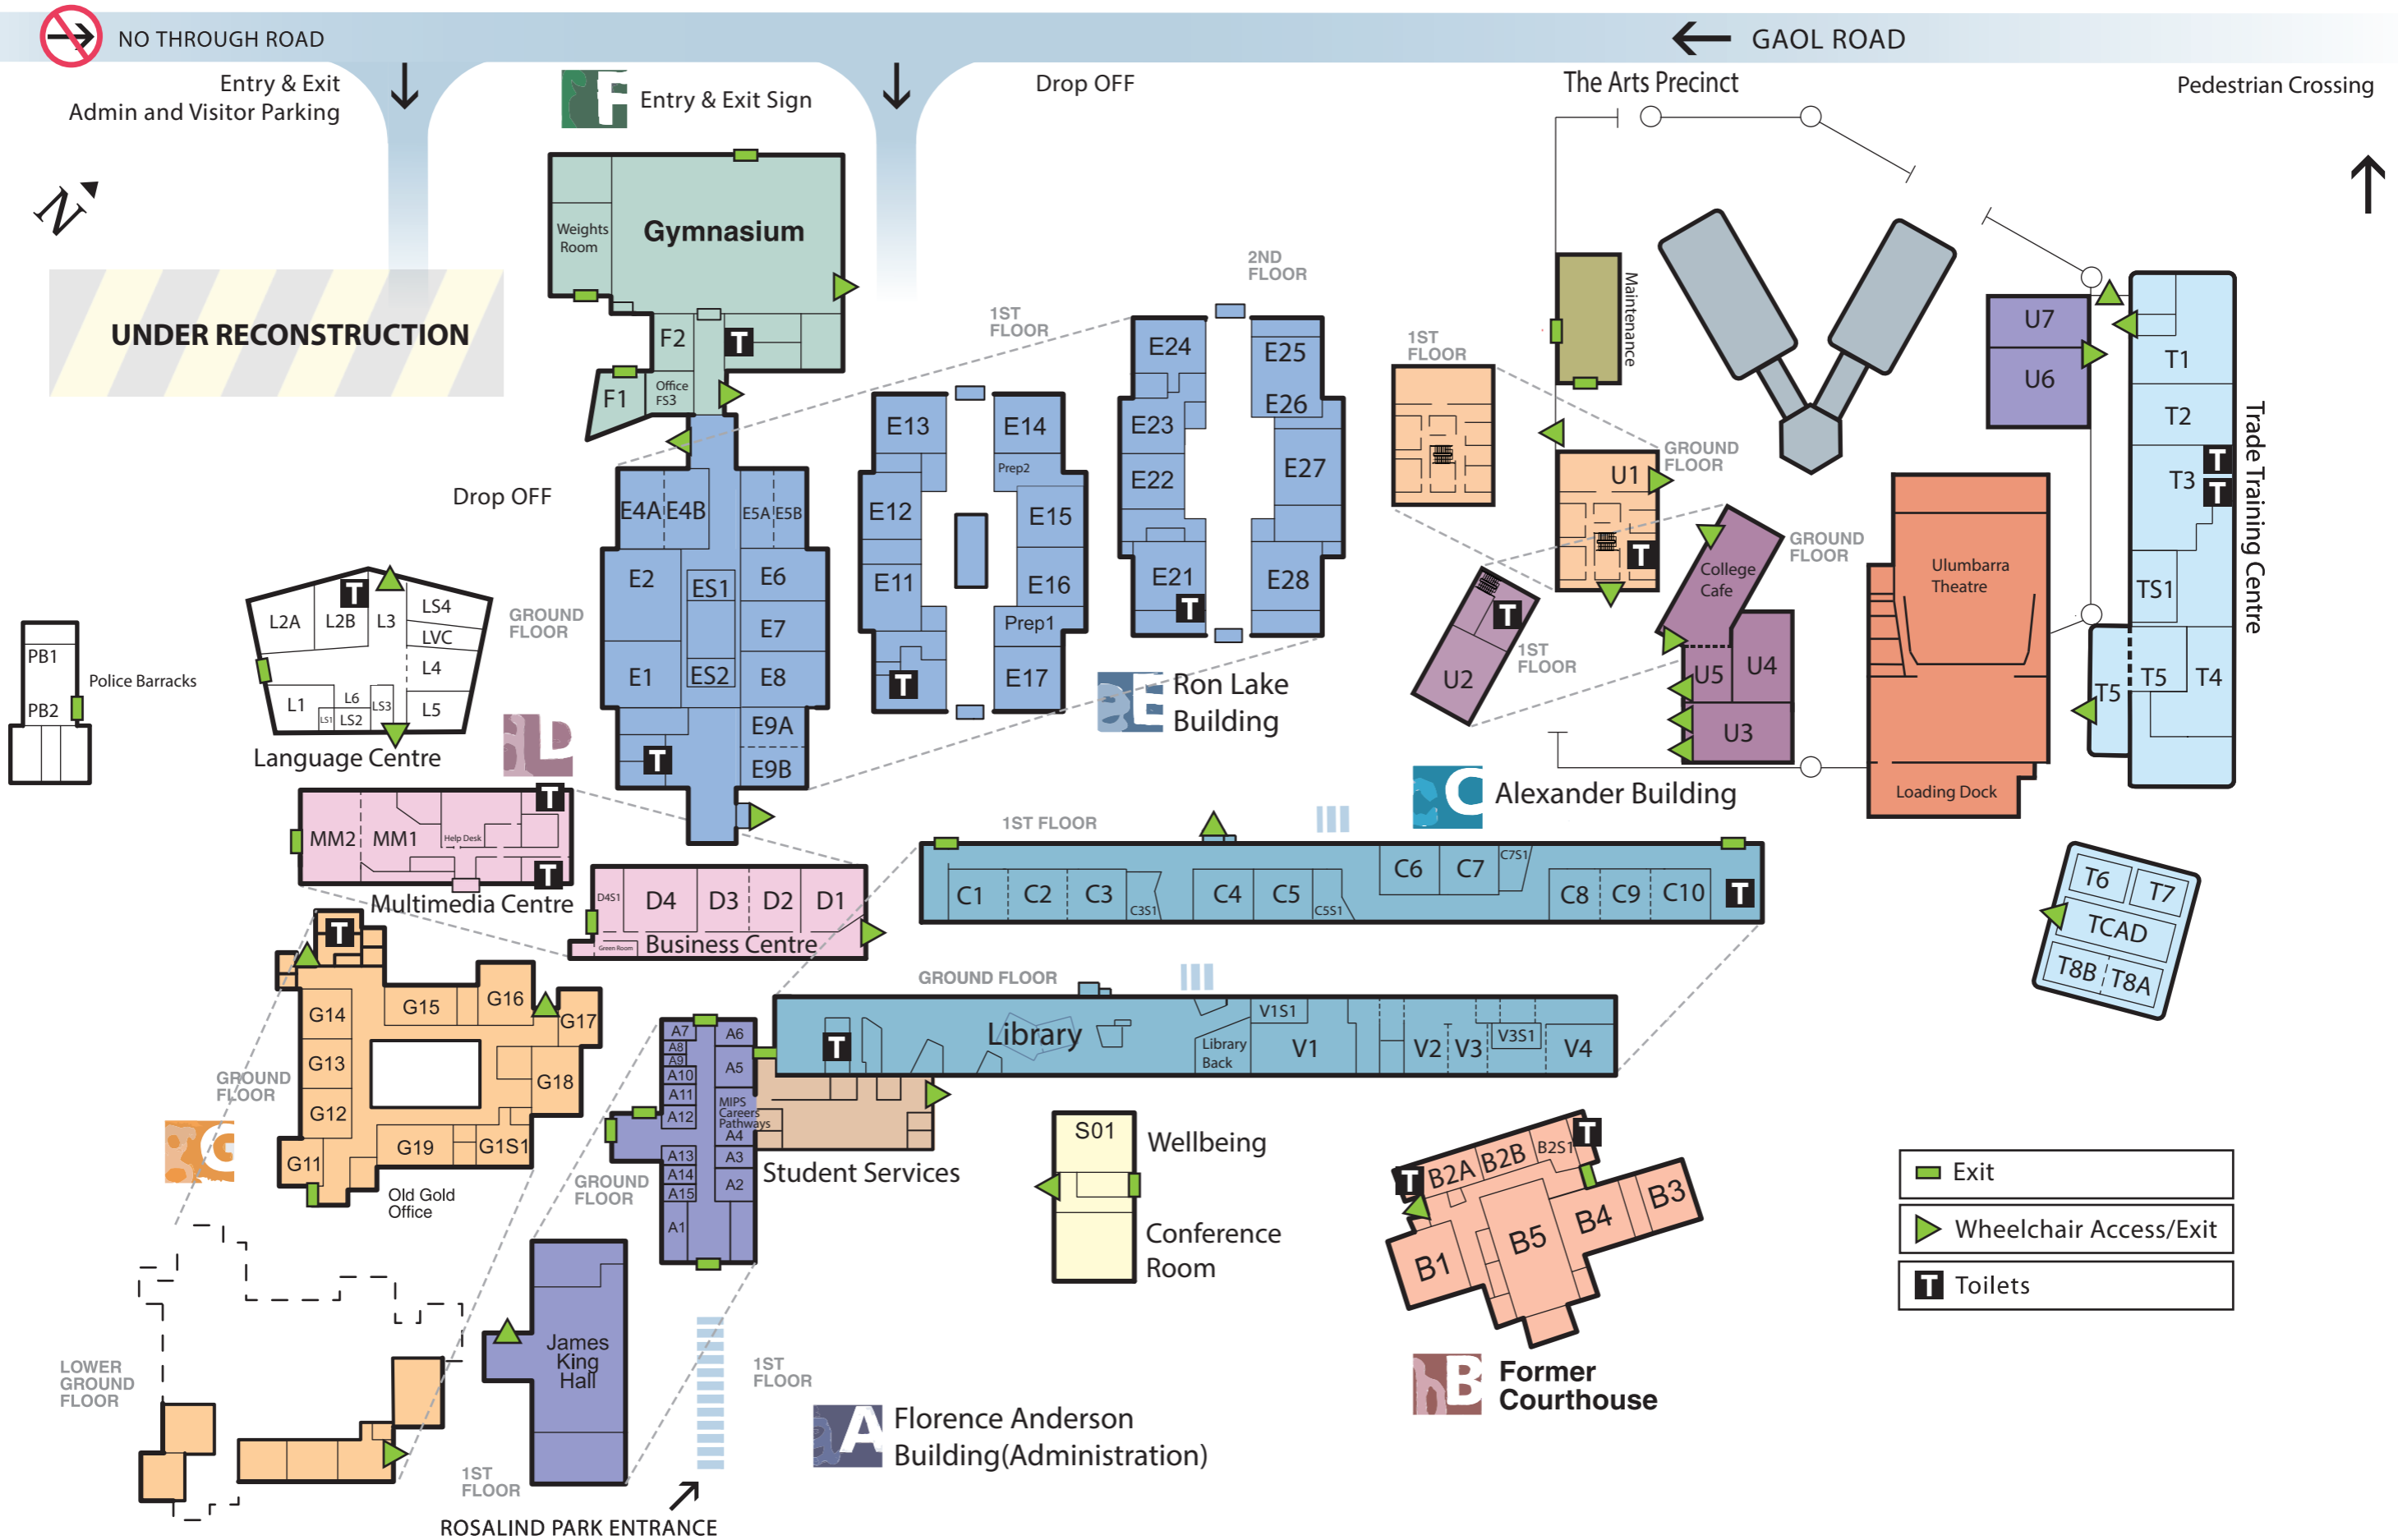 NO THROUGH ROAD
GAOL ROAD
Entry & Exit
Admin and Visitor Parking
F
Entry & Exit Sign
Drop OFF
The Arts Precinct
Pedestrian Crossing
N
UNDER RECONSTRUCTION
Weights
Room
Gymnasium
F2
T
F1
Office
FS3
Drop OFF
GROUND
FLOOR
E4A
E4B
E5A
E5B
E2
ES1
E6
E7
E1
ES2
E8
E9A
T
E9B
1ST
FLOOR
E13
E14
Prep2
E12
E15
E11
E16
Prep1
T
E17
2ND
FLOOR
E24
E25
E26
E23
E27
E22
E21
E28
T
E
Ron Lake
Building
Maintenance
1ST
FLOOR
GROUND
FLOOR
U1
T
GROUND
FLOOR
College
Cafe
T
1ST
FLOOR
U2
U5
U4
U3
U7
U6
Ulumbarra
Theatre
Loading Dock
T1
T2
T3
T
T
TS1
T5
T5
T4
Trade Training Centre
T6
T7
TCAD
T8B
T8A
PB1
PB2
Police Barracks
T
L2A
L2B
L3
LS4
LVC
L4
L1
L6
LS1
LS2
LS3
L5
Language Centre
D
T
MM2
MM1
Help Desk
T
Multimedia Centre
D4S1
D4
D3
D2
D1
Green Room
Business Centre
C
Alexander Building
1ST FLOOR
C1
C2
C3
C3S1
C4
C5
C5S1
C6
C7
C7S1
C8
C9
C10
T
GROUND FLOOR
T
Library
Library
Back
V1S1
V1
V2
V3
V3S1
V4
T
G14
G15
G16
G17
G13
G18
G12
G11
G19
G1S1
GROUND
FLOOR
G
Old Gold
Office
LOWER
GROUND
FLOOR
A7
A6
A8
A9
A5
A10
A11
MIPS
Careers
Pathways
A12
A4
A13
A3
A14
A2
A15
A1
GROUND
FLOOR
Student Services
James
King
Hall
1ST
FLOOR
1ST
FLOOR
ROSALIND PARK ENTRANCE
A
Florence Anderson
Building(Administration)
S01
Wellbeing
Conference
Room
T
T
B2A
B2B
B2S1
B1
B5
B4
B3
B
Former
Courthouse
Exit
Wheelchair Access/Exit
T
Toilets